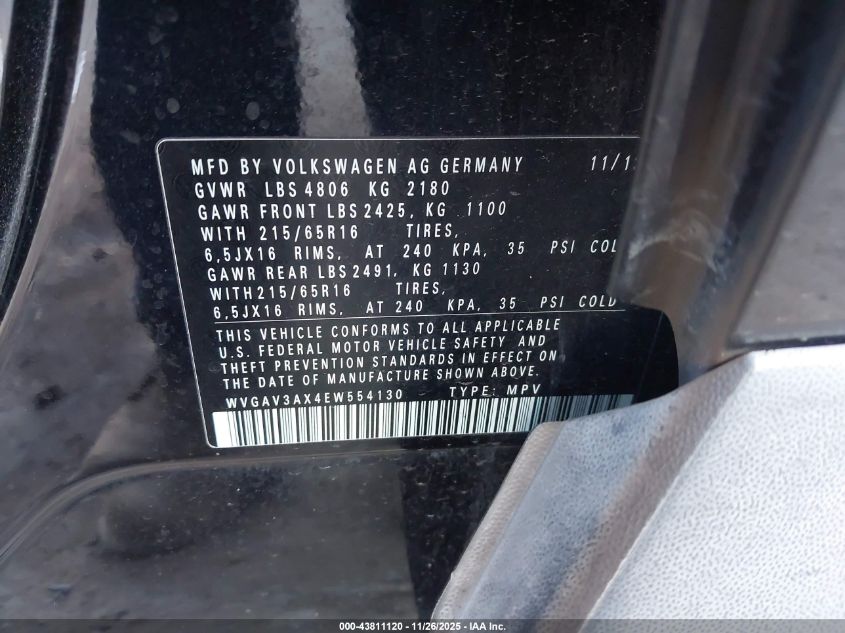 MFD BY VOLKSWAGEN AG GERMANY 11/1
GVWR LBS 4806 KG 2180
GAWR FRONT LBS 2425, KG 1100
WITH 215/65R16 TIRES,
6,5JX16 RIMS, AT 240 KPA, 35 PSI COL
GAWR REAR LBS 2491, KG 1130
WITH215/65R16 TIRES,
6,5JX16 RIMS, AT 240 KPA, 35 PSI COLD
THIS VEHICLE CONFORMS TO ALL APPLICABLE
U.S. FEDERAL MOTOR VEHICLE SAFETY AND
THEFT PREVENTION STANDARDS IN EFFECT ON
THE DATE OF MANUFACTURE SHOWN ABOVE.
WVGAV3AX4EW554130 TYPE: MPV
000-43811120 - 11/26/2025 - IAA Inc.